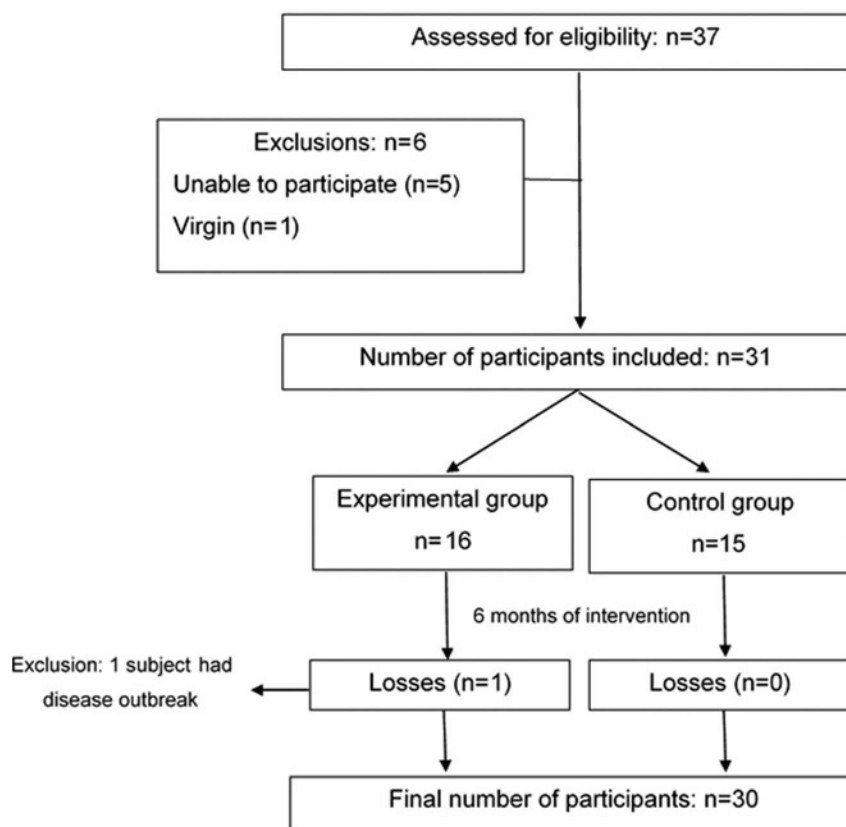 Assessed for eligibility: n=37
Exclusions: n=6
Unable to participate (n=5)
Virgin (n=1)
Number of participants included: n=31
Experimental group
n=16
Control group
n=15
6 months of intervention
Exclusion: 1 subject had
disease outbreak
Losses (n=1)
Losses (n=0)
Final number of participants: n=30